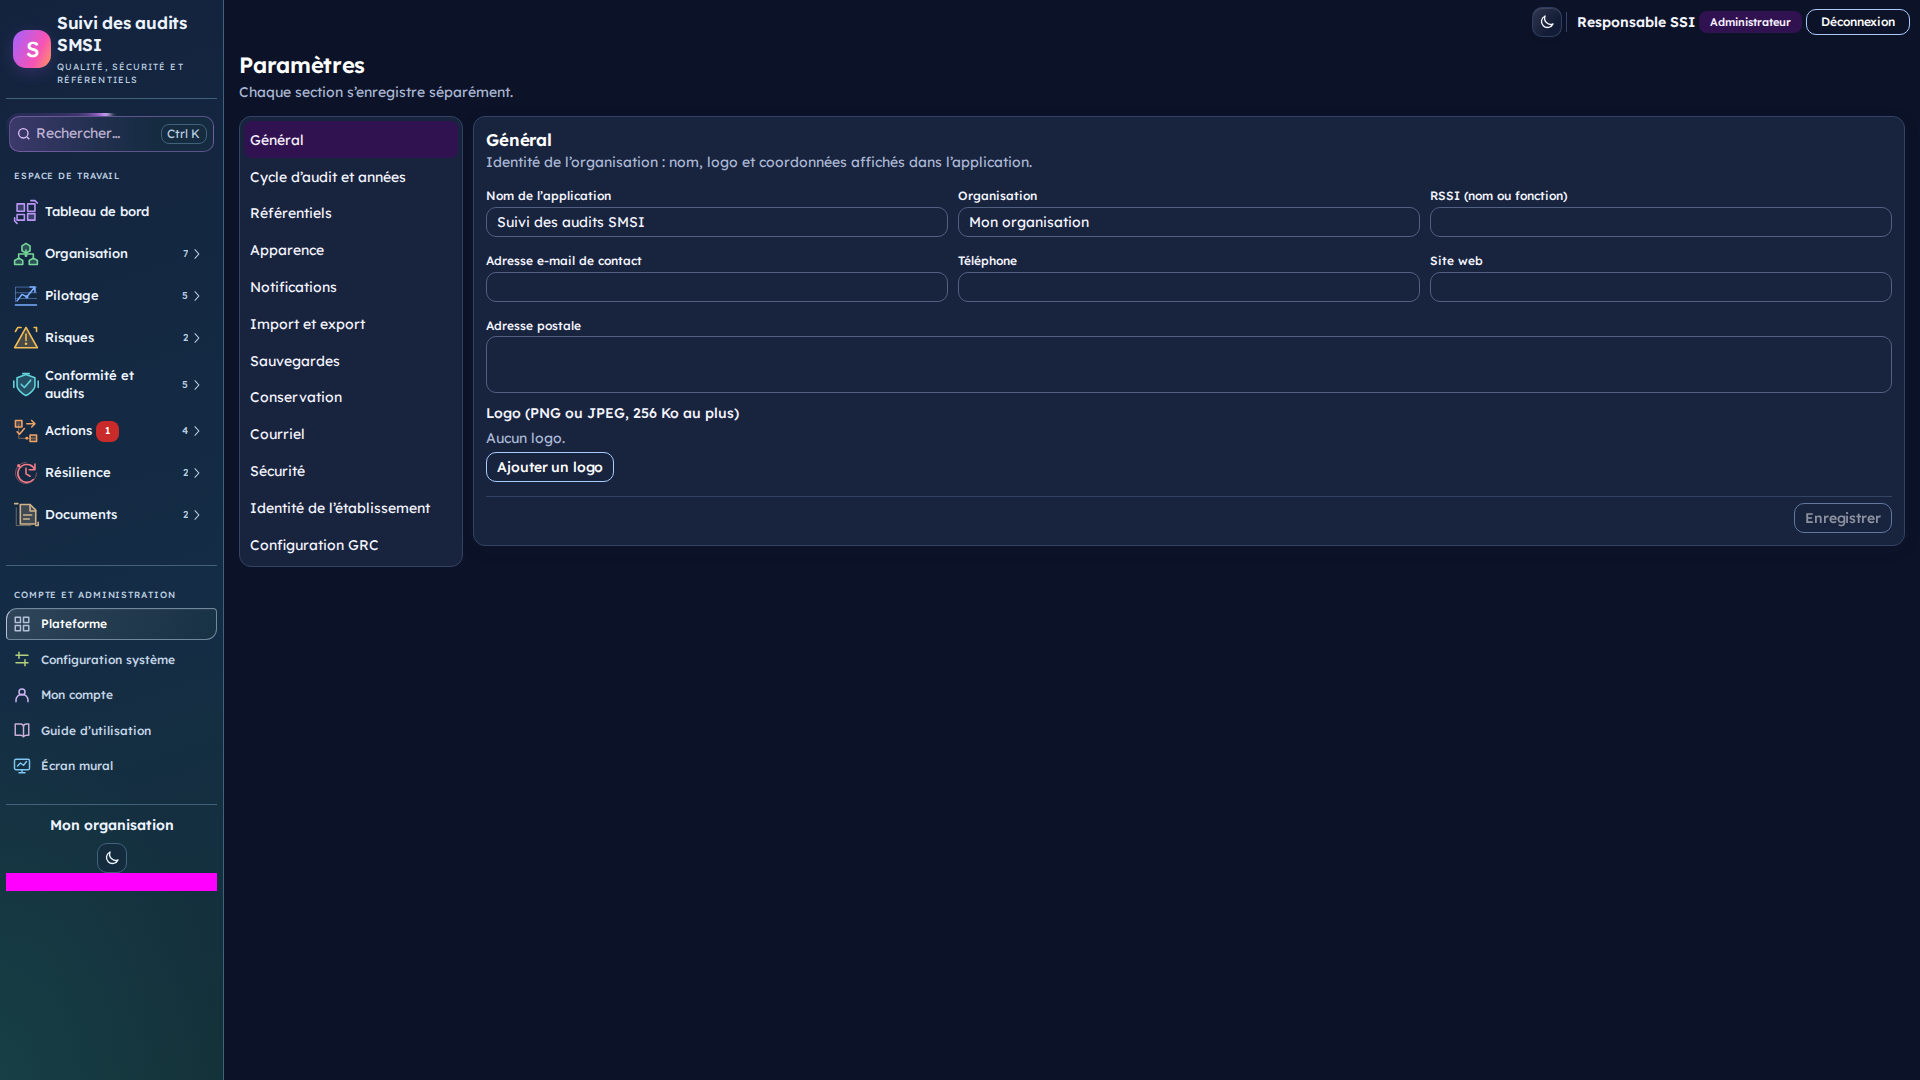 Suivi des audits
SMSI
S
QUALITÉ, SÉCURITÉ ET
RÉFÉRENTIELS
Rechercher...
Ctrl K
ESPACE DE TRAVAIL
Tableau de bord
Organisation 7
Pilotage 5
Risques 2
Conformité et
audits 5
Actions 1 4
Résilience 2
Documents 2
COMPTE ET ADMINISTRATION
Plateforme
Configuration système
Mon compte
Guide d’utilisation
Écran mural
Mon organisation
Responsable SSI Administrateur Déconnexion
Paramètres
Chaque section s’enregistre séparément.
Général
Cycle d’audit et années
Référentiels
Apparence
Notifications
Import et export
Sauvegardes
Conservation
Courriel
Sécurité
Identité de l’établissement
Configuration GRC
Général
Identité de l’organisation : nom, logo et coordonnées affichés dans l’application.
Nom de l’application Organisation RSSI (nom ou fonction)
Suivi des audits SMSI Mon organisation
Adresse e-mail de contact Téléphone Site web
Adresse postale
Logo (PNG ou JPEG, 256 Ko au plus)
Aucun logo.
Ajouter un logo
Enregistrer